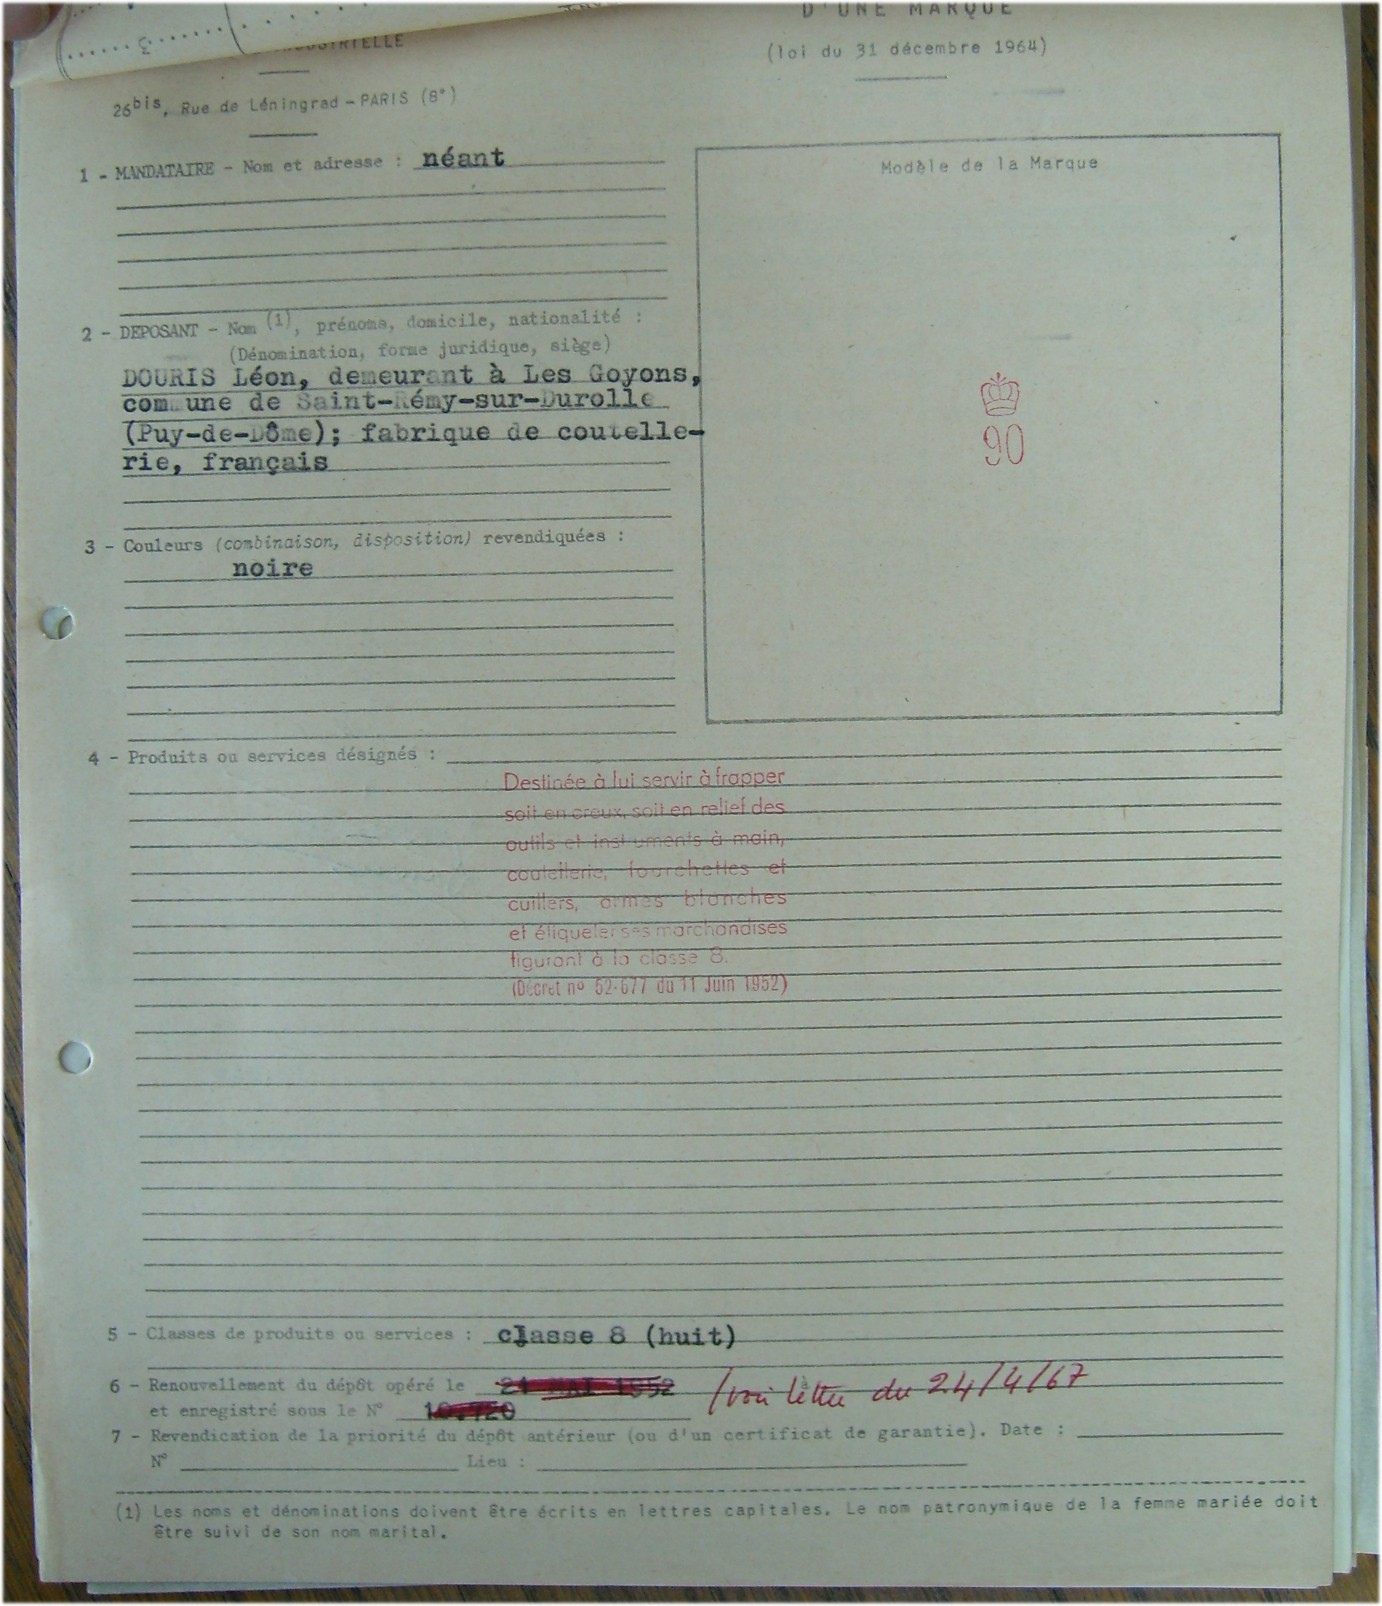 D'UNE MARQUE
INDUSTRIELLE
(loi du 31 décembre 1964)
26bis, Rue de Léningrad - PARIS (8°)
1 - MANDATAIRE - Nom et adresse : néant
Modèle de la Marque
2 - DEPOSANT - Nom (1), prénoms, domicile, nationalité :
(Dénomination, forme juridique, siège)
DOURIS Léon, demeurant à Les Goyons,
commune de Saint-Rémy-sur-Durolle
(Puy-de-Dôme); fabrique de coutelle-
rie, français
90
3 - Couleurs (combinaison, disposition) revendiquées :
noire
4 - Produits ou services désignés :
Destinée à lui servir à frapper
soit en creux, soit en relief des
outils et instruments à main,
coutellerie, fourchettes et
cuillers, armes blanches
et étiqueter ses marchandises
figurant à la classe 8.
(Décret nº 52-677 du 11 Juin 1952)
5 - Classes de produits ou services : classe 8 (huit)
6 - Renouvellement du dépôt opéré le 21 MAI 1952 à
/voir lettre du 24/4/67
et enregistré sous le N°
7 - Revendication de la priorité du dépôt antérieur (ou d'un certificat de garantie). Date :
N° Lieu :
(1) Les noms et dénominations doivent être écrits en lettres capitales. Le nom patronymique de la femme mariée doit
être suivi de son nom marital.